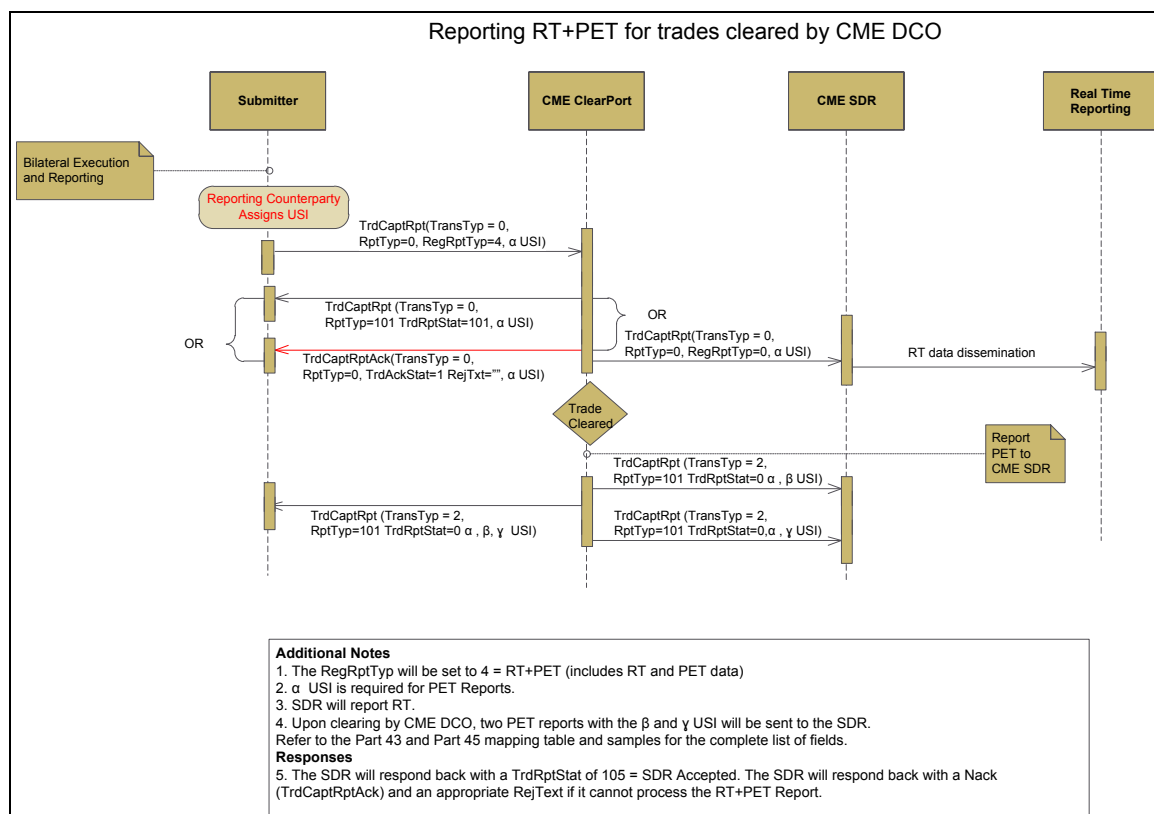 Reporting RT+PET for trades cleared by CME DCO
Submitter
CME ClearPort
CME SDR
Real Time
Reporting
Bilateral Execution
and Reporting
Reporting Counterparty
Assigns USI
TrdCaptRpt(TransTyp = 0,
RptTyp=0, RegRptTyp=4, α USI)
TrdCaptRpt (TransTyp = 0,
RptTyp=101 TrdRptStat=101, α USI)
OR
OR
TrdCaptRpt(TransTyp = 0,
RptTyp=0, RegRptTyp=0, α USI)
TrdCaptRptAck(TransTyp = 0,
RptTyp=0, TrdAckStat=1 RejTxt="", α USI)
RT data dissemination
Trade
Cleared
Report
PET to
CME SDR
TrdCaptRpt (TransTyp = 2,
RptTyp=101 TrdRptStat=0 α , β USI)
TrdCaptRpt (TransTyp = 2,
RptTyp=101 TrdRptStat=0 α , β, ɣ USI)
TrdCaptRpt (TransTyp = 2,
RptTyp=101 TrdRptStat=0,α , ɣ USI)
Additional Notes
1. The RegRptTyp will be set to 4 = RT+PET (includes RT and PET data)
2. α USI is required for PET Reports.
3. SDR will report RT.
4. Upon clearing by CME DCO, two PET reports with the β and ɣ USI will be sent to the SDR.
Refer to the Part 43 and Part 45 mapping table and samples for the complete list of fields.
Responses
5. The SDR will respond back with a TrdRptStat of 105 = SDR Accepted. The SDR will respond back with a Nack
(TrdCaptRptAck) and an appropriate RejText if it cannot process the RT+PET Report.